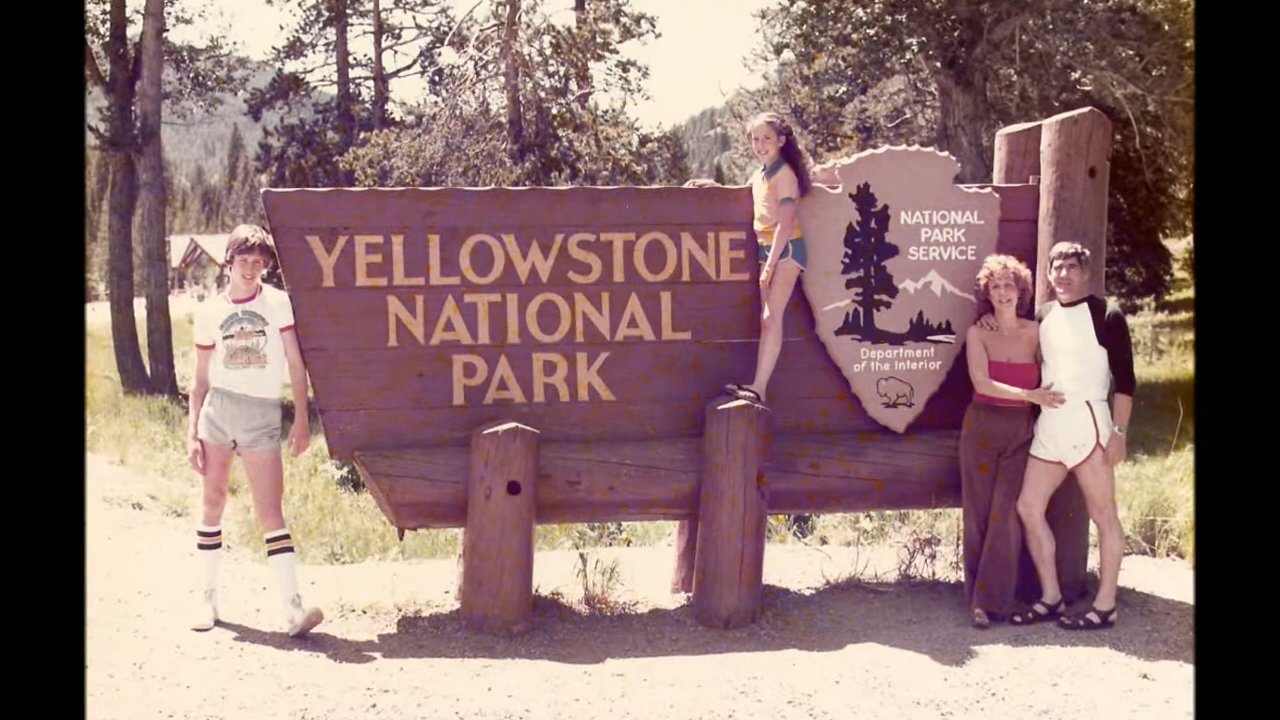 YELLOWSTONE
NATIONAL
PARK
NATIONAL
PARK
SERVICE
Department
of the Interior